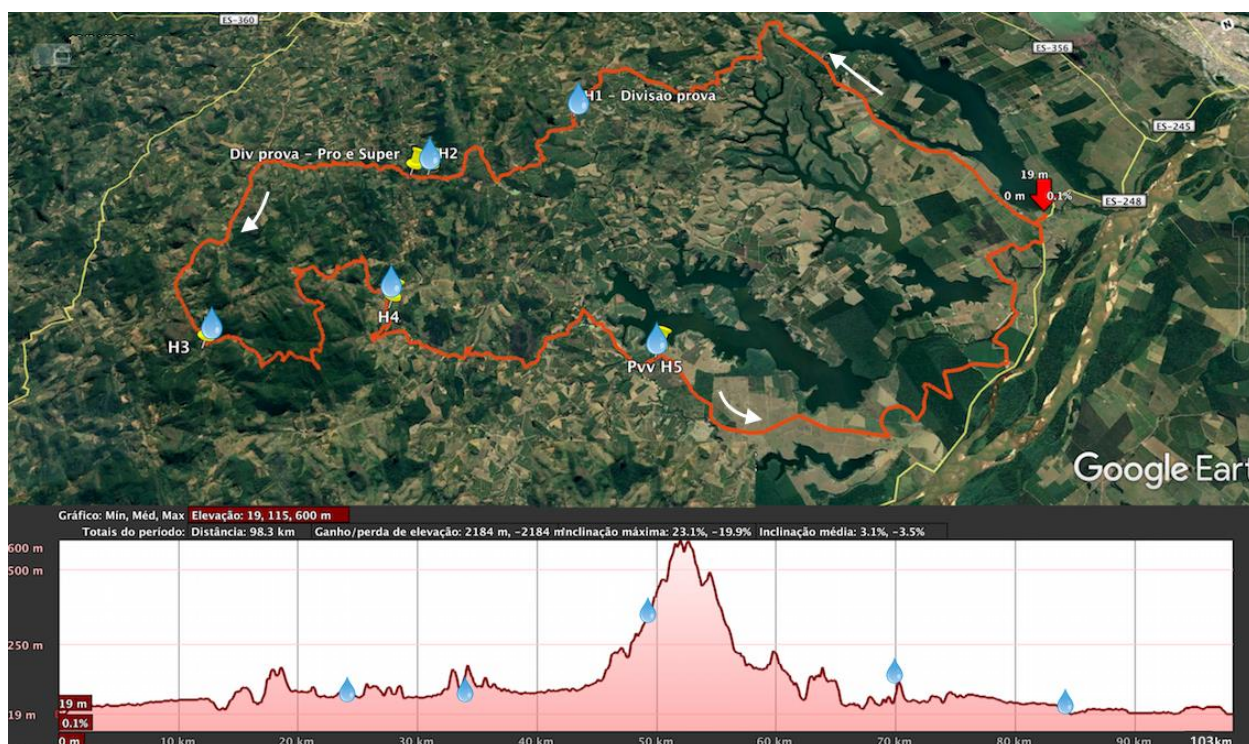 ES-360
N
ES-356
H1 - Divisao prova
ES-245
Div prova - Pro e Super
H2
19 m
0 m
0.1%
ES-248
H4
H3
Pvv H5
Google Eart
Gráfico: Mín, Méd, Max Elevação: 19, 115, 600 m
Totais do período: Distância: 98.3 km Ganho/perda de elevação: 2184 m, -2184 m Inclinação máxima: 23.1%, -19.9% Inclinação média: 3.1%, -3.5%
600 m
500 m
250 m
19 m
19 m
0.1%
0 m
10 km
20 km
30 km
40 km
50 km
60 km
70 km
80 km
90 km
103km